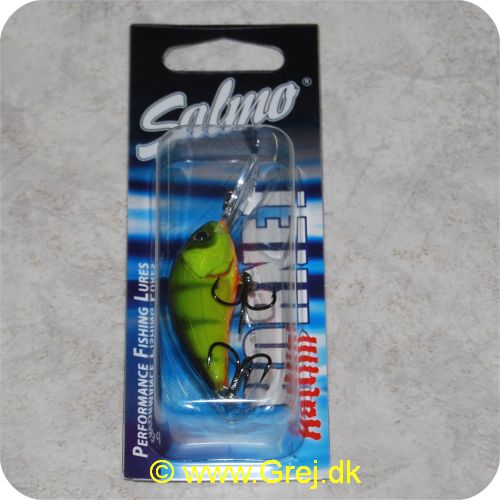 Salmo®
PERFORMANCE FISHING LURES
HORNET
Rattlin'
© www.Grej.dk